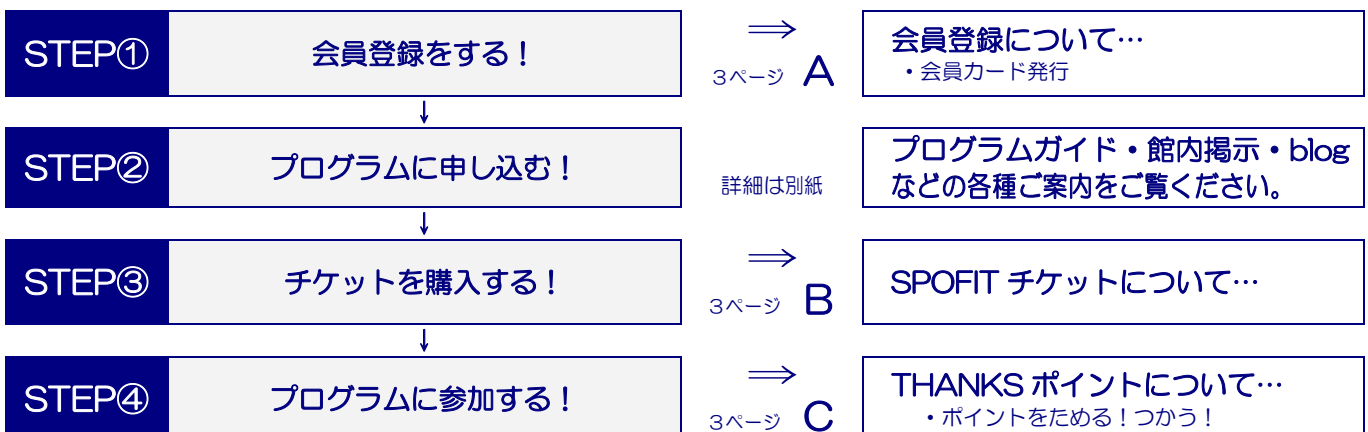 STEP① 会員登録をする！ ⇒ 3ページ A 会員登録について…
・会員カード発行
↓
STEP② プログラムに申し込む！ 詳細は別紙 プログラムガイド・館内掲示・blog
などの各種ご案内をご覧ください。
↓
STEP③ チケットを購入する！ ⇒ 3ページ B SPOFIT チケットについて…
↓
STEP④ プログラムに参加する！ ⇒ 3ページ C THANKS ポイントについて…
・ポイントをためる！つかう！